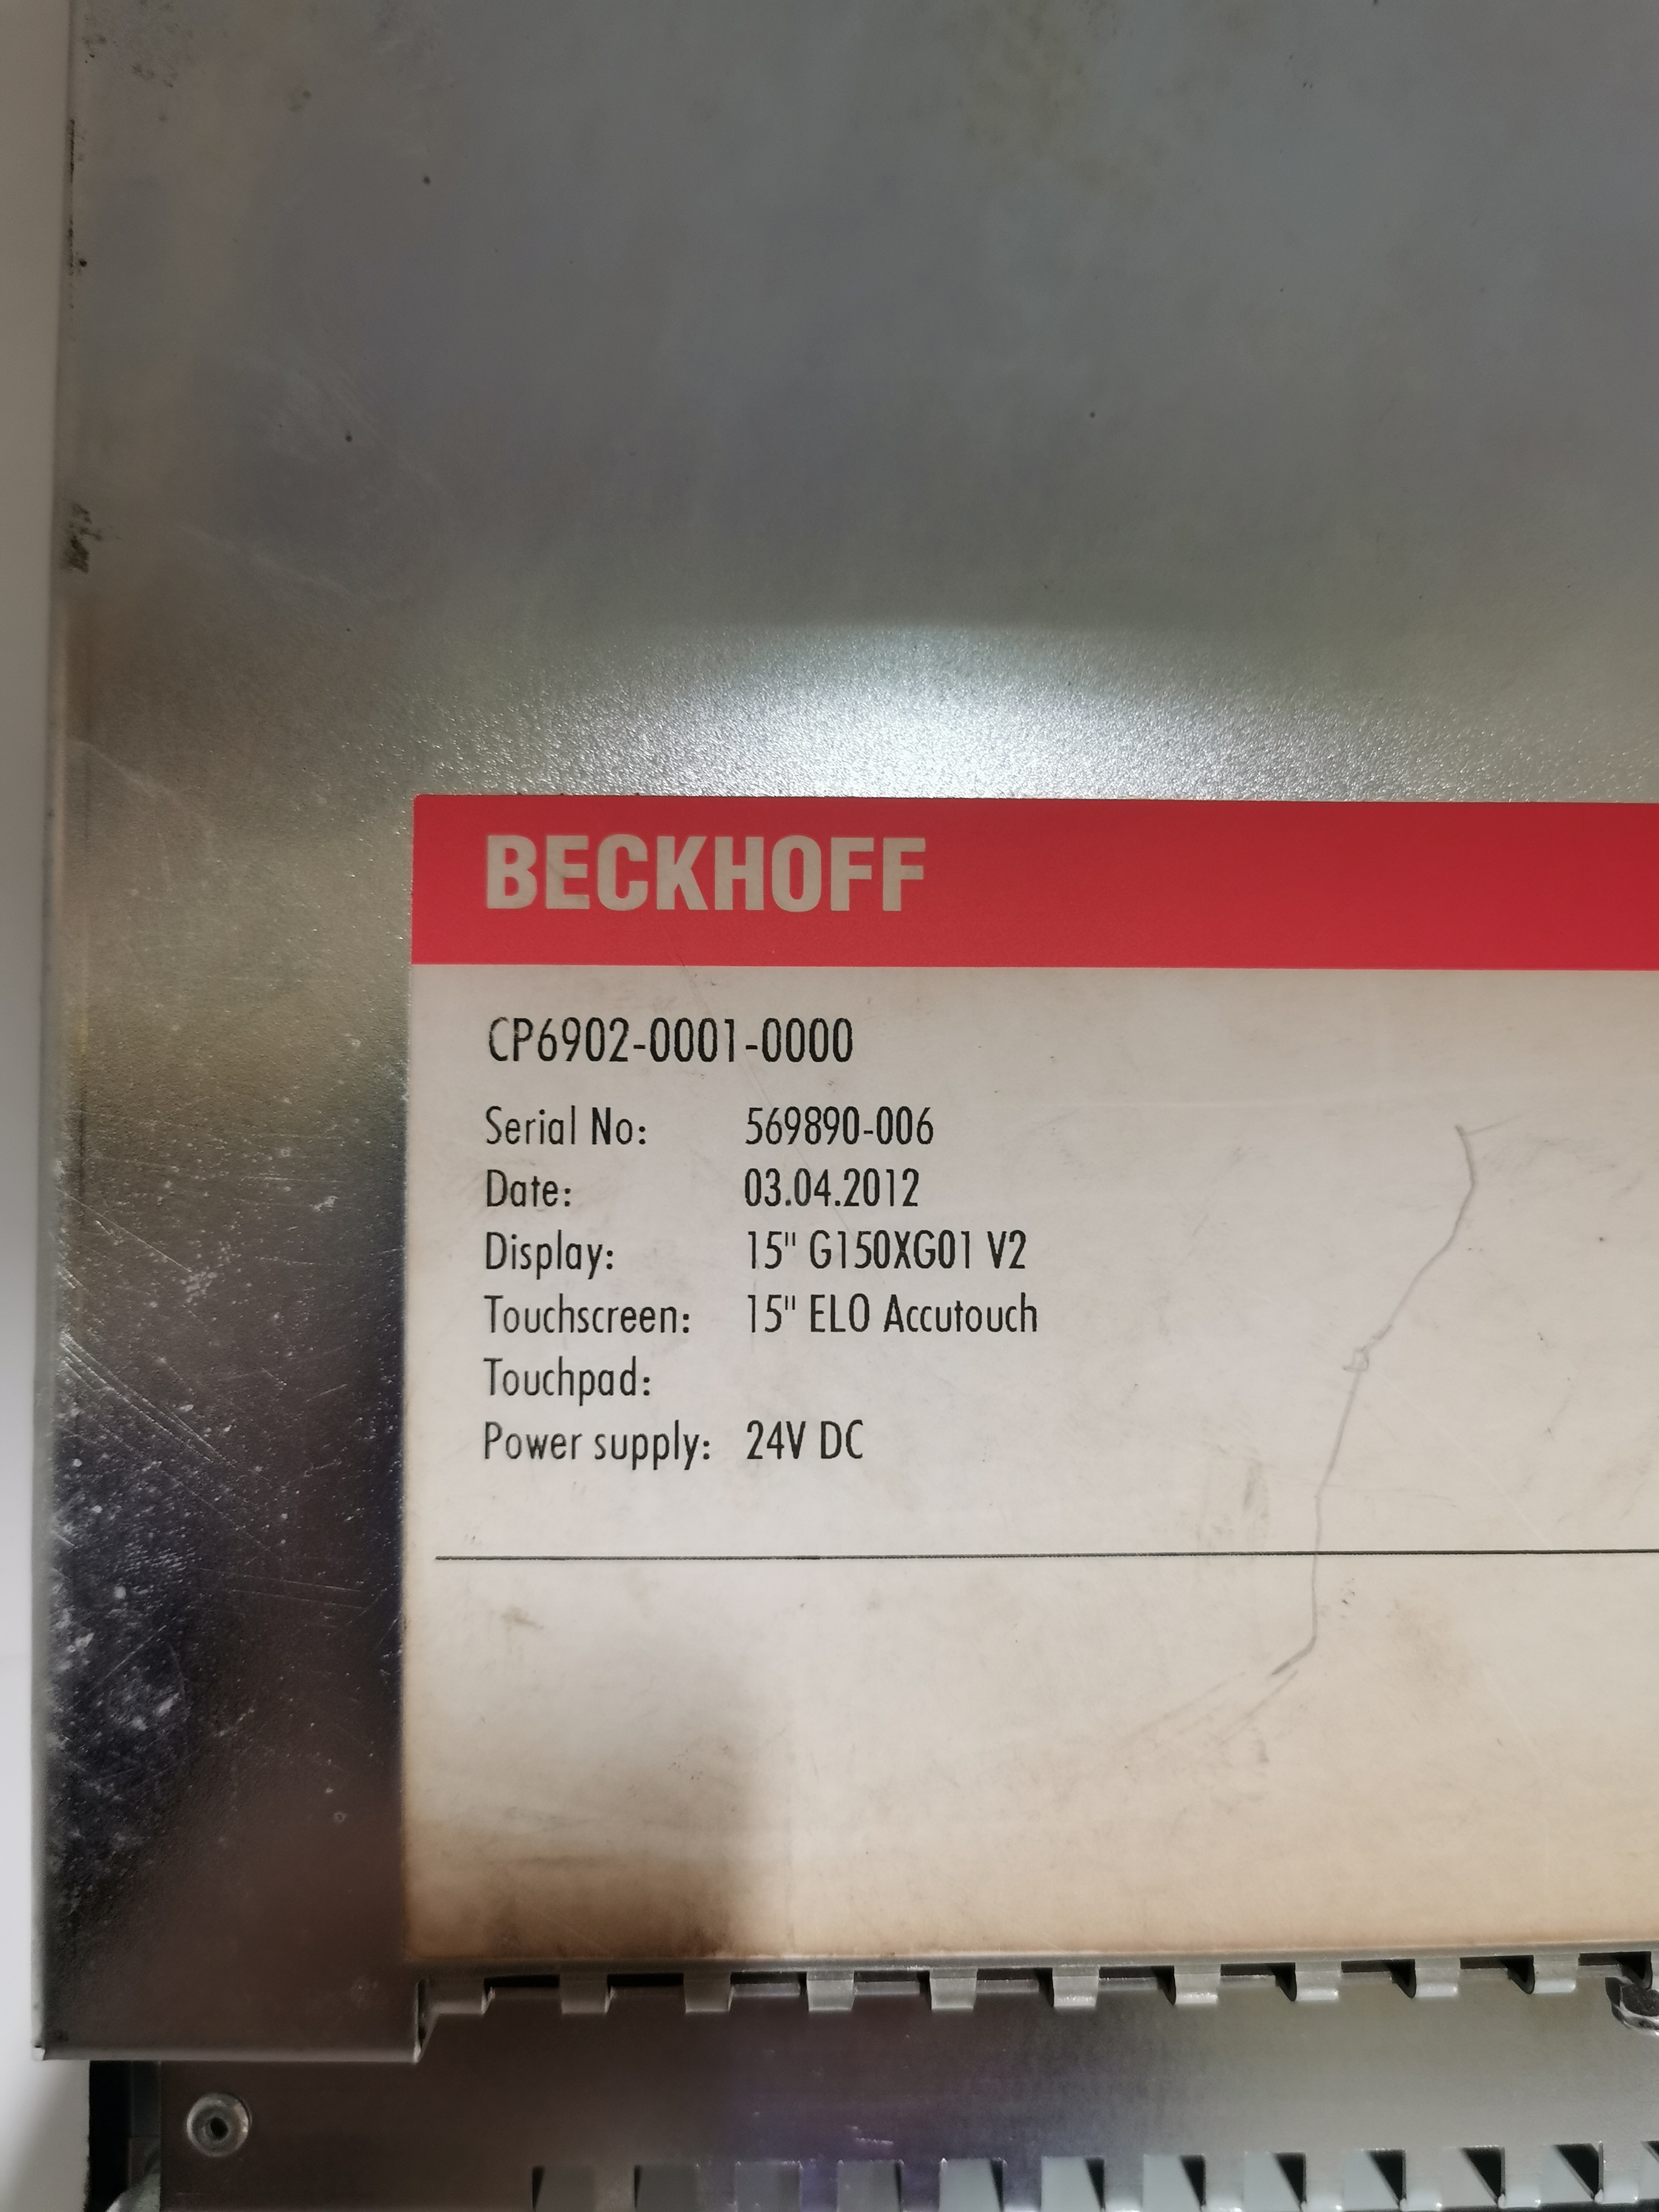 BECKHOFF
CP6902-0001-0000
Serial No: 569890-006
Date: 03.04.2012
Display: 15" G150XG01 V2
Touchscreen: 15" ELO Accutouch
Touchpad:
Power supply: 24V DC